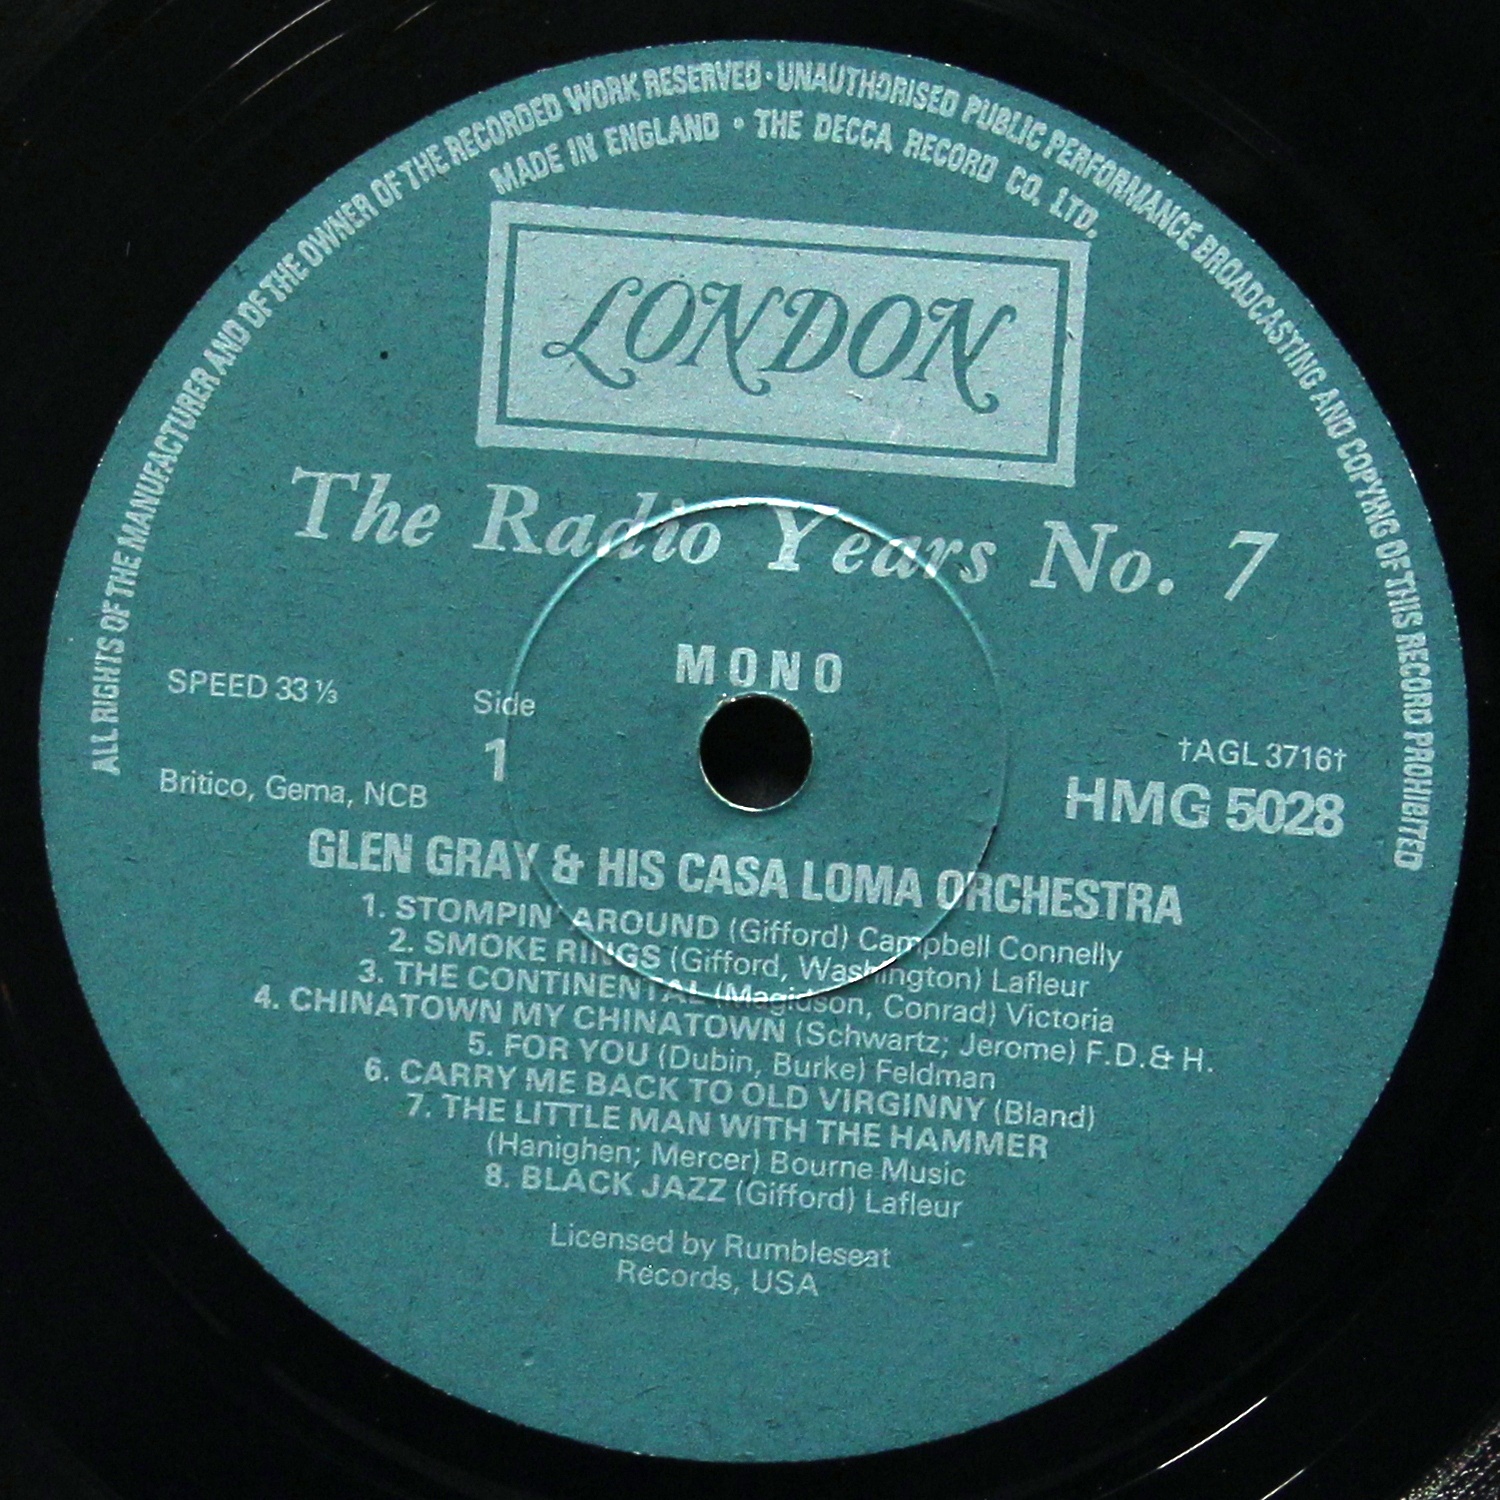 ALL RIGHTS OF THE MANUFACTURER AND OF THE OWNER OF THE RECORDED WORK RESERVED · UNAUTHORISED PUBLIC PERFORMANCE BROADCASTING AND COPYING OF THIS RECORD PROHIBITED
MADE IN ENGLAND · THE DECCA RECORD CO. LTD.
LONDON
The Radio Years No. 7
MONO
SPEED 33 ⅓
Side
1
Britico, Gema, NCB
†AGL 3716†
HMG 5028
GLEN GRAY & HIS CASA LOMA ORCHESTRA
1. STOMPIN' AROUND (Gifford) Campbell Connelly
2. SMOKE RINGS (Gifford, Washington) Lafleur
3. THE CONTINENTAL (Magidson, Conrad) Victoria
4. CHINATOWN MY CHINATOWN (Schwartz; Jerome) F.D.& H.
5. FOR YOU (Dubin, Burke) Feldman
6. CARRY ME BACK TO OLD VIRGINNY (Bland)
7. THE LITTLE MAN WITH THE HAMMER
(Hanighen; Mercer) Bourne Music
8. BLACK JAZZ (Gifford) Lafleur
Licensed by Rumbleseat
Records, USA